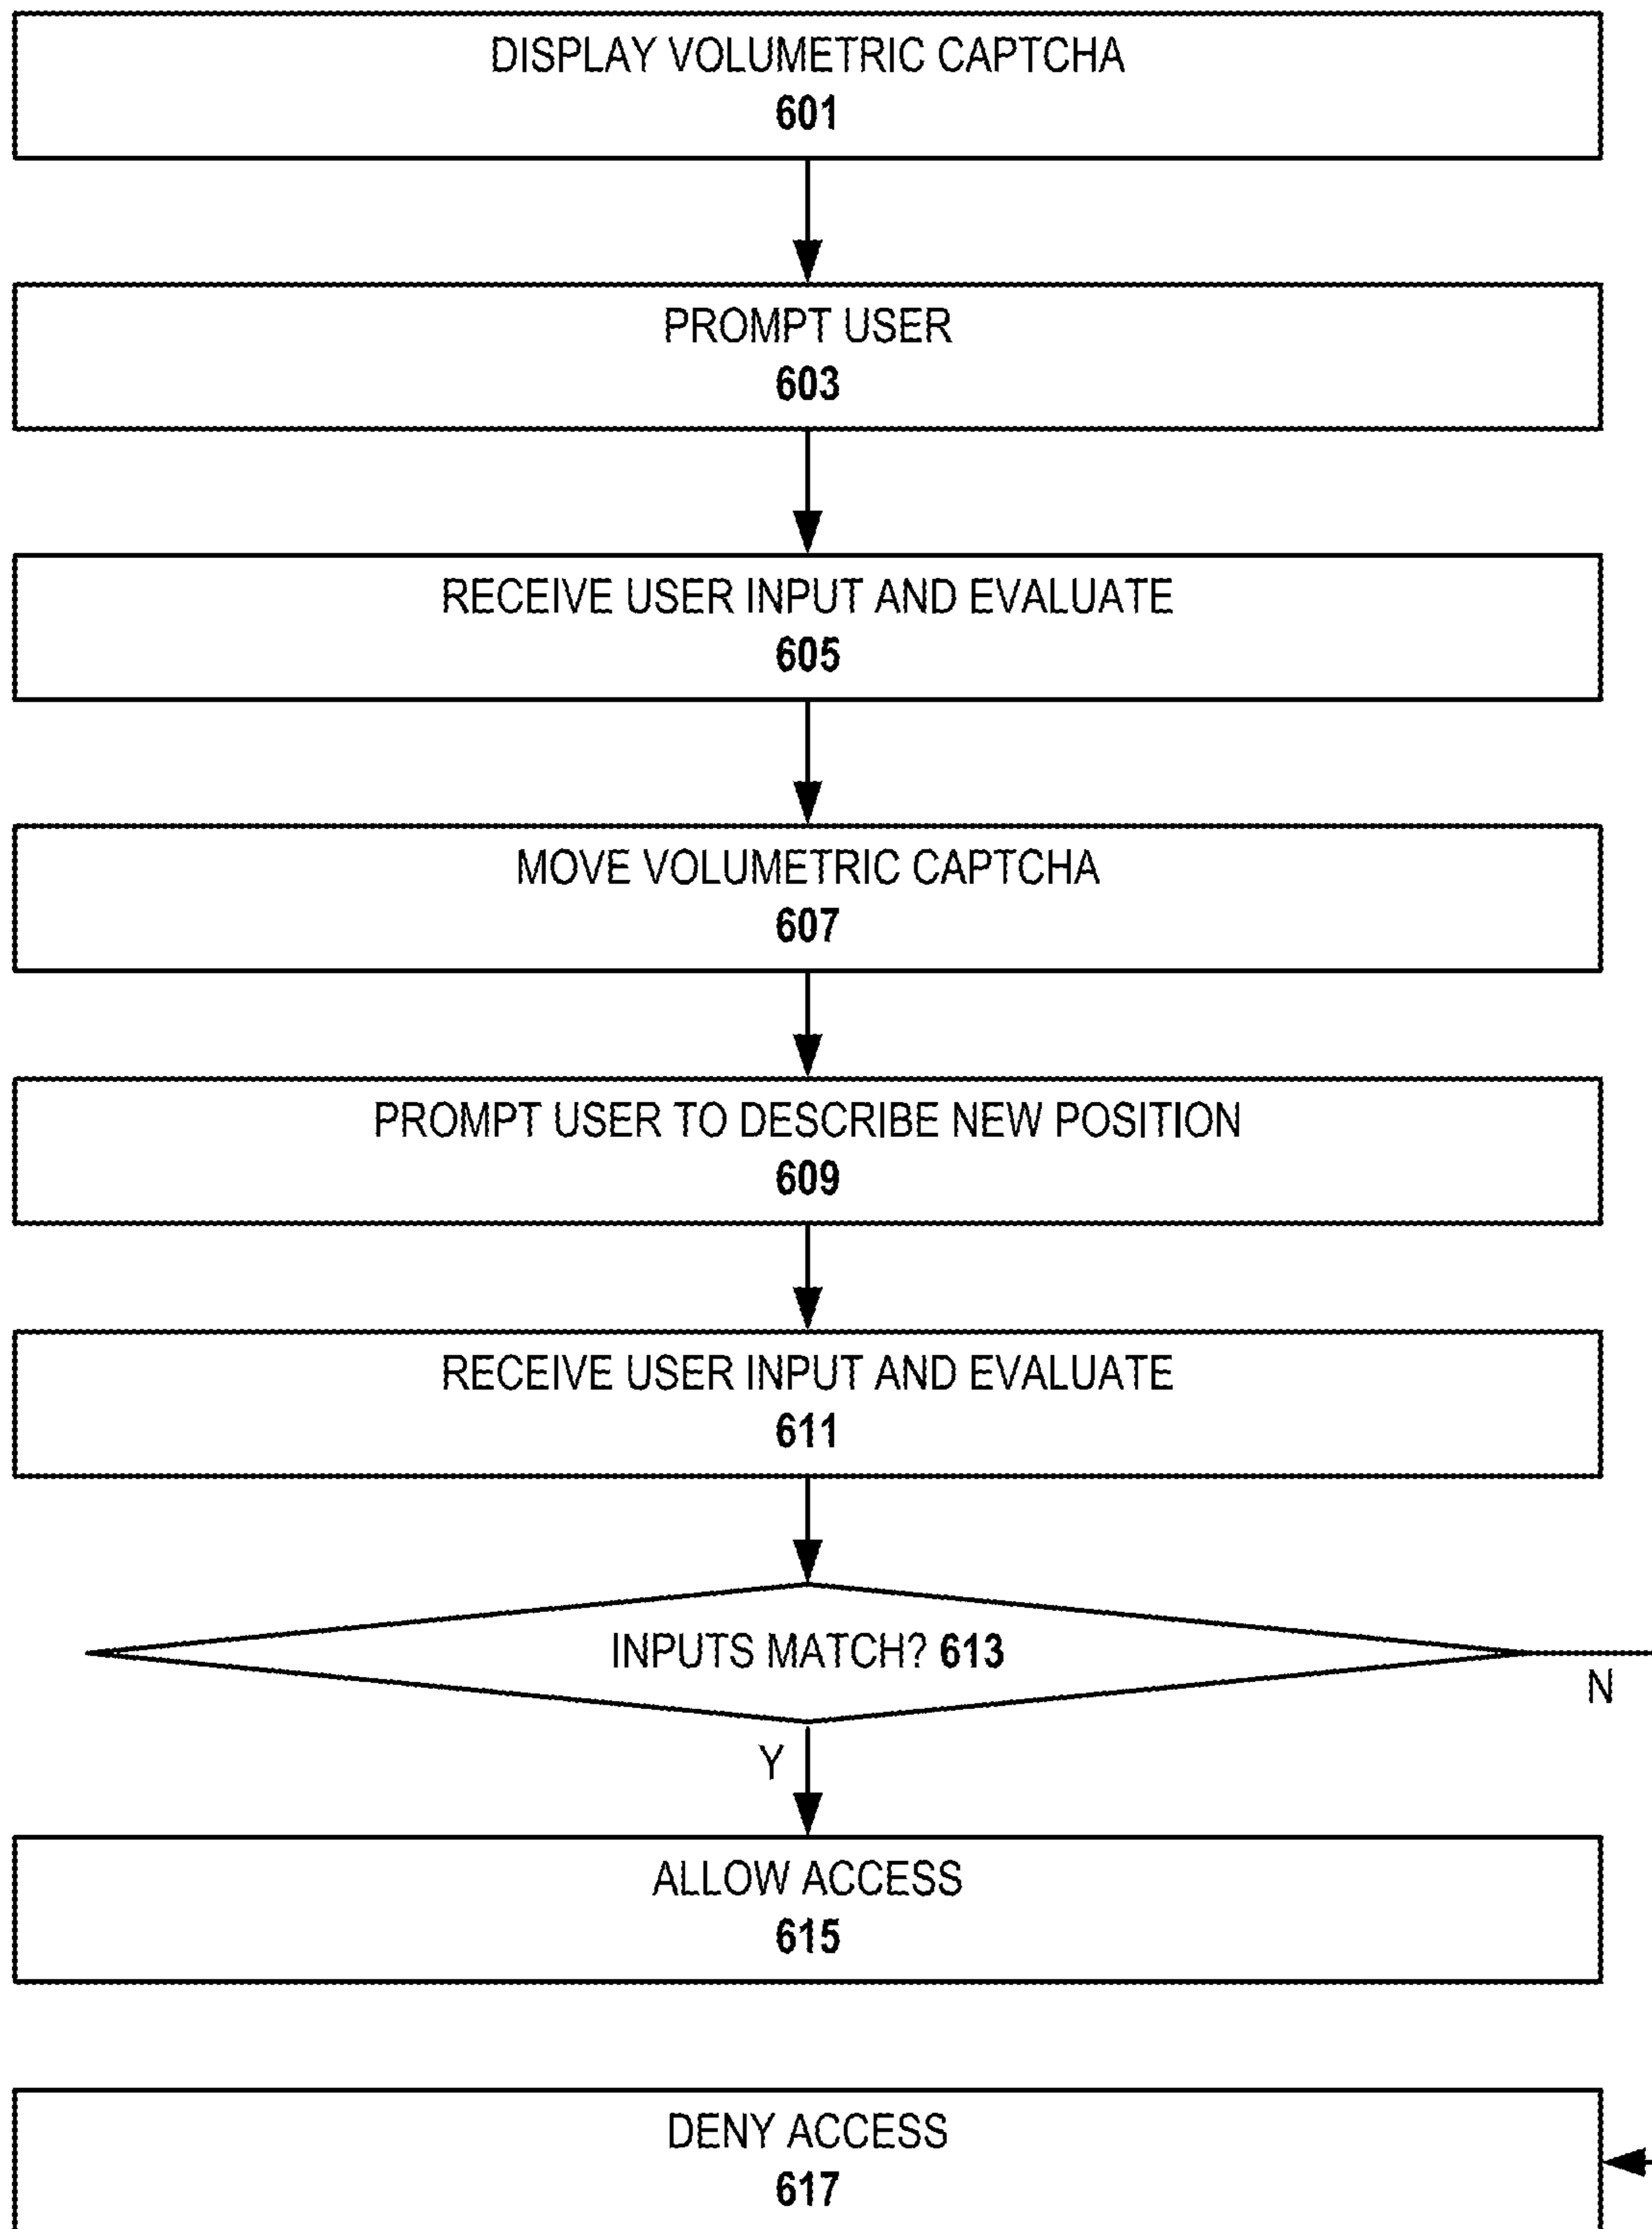 DISPLAY VOLUMETRIC CAPTCHA
601
PROMPT USER
603
RECEIVE USER INPUT AND EVALUATE
605
MOVE VOLUMETRIC CAPTCHA
607
PROMPT USER TO DESCRIBE NEW POSITION
609
RECEIVE USER INPUT AND EVALUATE
611
INPUTS MATCH? 613
N
Y
ALLOW ACCESS
615
DENY ACCESS
617